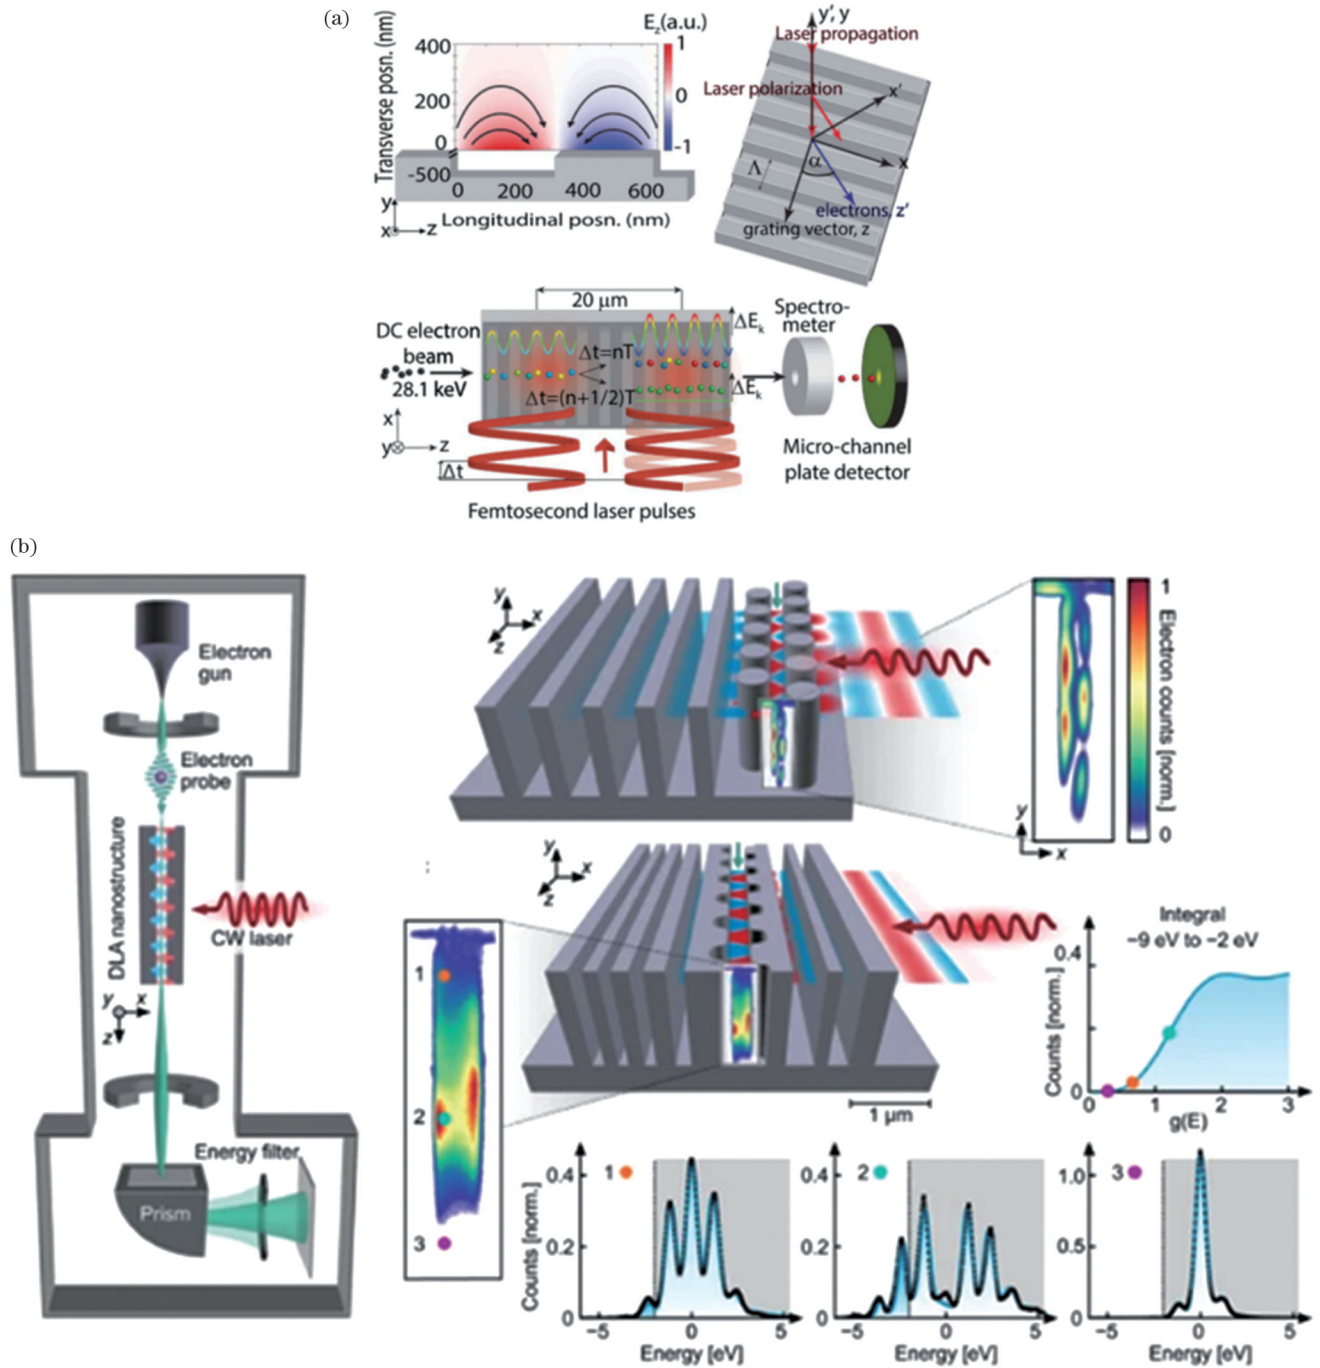 (a)
Ez(a.u.)
Transverse posn. (nm)
400
200
0
-500
1
0
-1
0 200 400 600
Longitudinal posn. (nm)
y
x
z
y', y
Laser propagation
Laser polarization
x'
x
α
Λ
electrons, z'
grating vector, z
20 μm
DC electron
beam
28.1 keV
Δt=nT
Δt=(n+1/2)T
ΔEk
ΔEk
Spectro-
meter
x
y
z
Δt
Micro-channel
plate detector
Femtosecond laser pulses
(b)
Electron
gun
Electron
probe
DLA nanostructure
CW laser
y
x
z
Energy filter
Prism
y
x
z
1
Electron counts [norm.]
0
y
x
:
y
x
z
1
2
3
1 μm
Integral
−9 eV to −2 eV
Counts [norm.]
0.4
0
0 1 2 3
g(E)
Counts [norm.]
0.4
0.2
0
1
−5 0 5
Energy [eV]
0.4
0.2
0
2
−5 0 5
Energy [eV]
1.0
0.5
0
3
−5 0 5
Energy [eV]